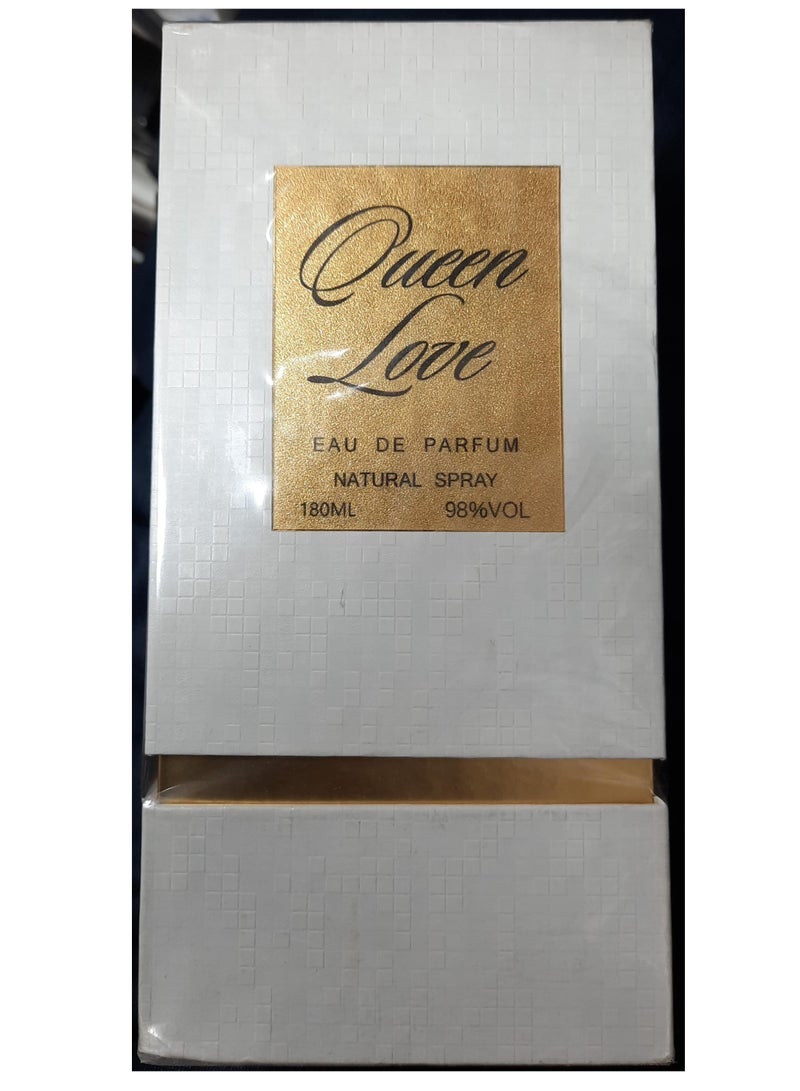 Queen
Love
EAU DE PARFUM
NATURAL SPRAY
180ML 98%VOL